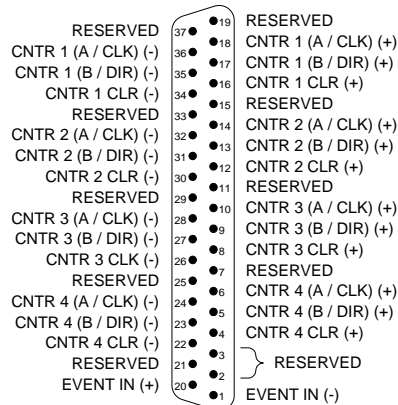 RESERVED 37 19 RESERVED
CNTR 1 (A / CLK) (-) 36 18 CNTR 1 (A / CLK) (+)
CNTR 1 (B / DIR) (-) 35 17 CNTR 1 (B / DIR) (+)
CNTR 1 CLR (-) 34 16 CNTR 1 CLR (+)
RESERVED 33 15 RESERVED
CNTR 2 (A / CLK) (-) 32 14 CNTR 2 (A / CLK) (+)
CNTR 2 (B / DIR) (-) 31 13 CNTR 2 (B / DIR) (+)
CNTR 2 CLR (-) 30 12 CNTR 2 CLR (+)
RESERVED 29 11 RESERVED
CNTR 3 (A / CLK) (-) 28 10 CNTR 3 (A / CLK) (+)
CNTR 3 (B / DIR) (-) 27 9 CNTR 3 (B / DIR) (+)
CNTR 3 CLK (-) 26 8 CNTR 3 CLR (+)
RESERVED 25 7 RESERVED
CNTR 4 (A / CLK) (-) 24 6 CNTR 4 (A / CLK) (+)
CNTR 4 (B / DIR) (-) 23 5 CNTR 4 (B / DIR) (+)
CNTR 4 CLR (-) 22 4 CNTR 4 CLR (+)
RESERVED 21 3 RESERVED
EVENT IN (+) 20 2
1 EVENT IN (-)